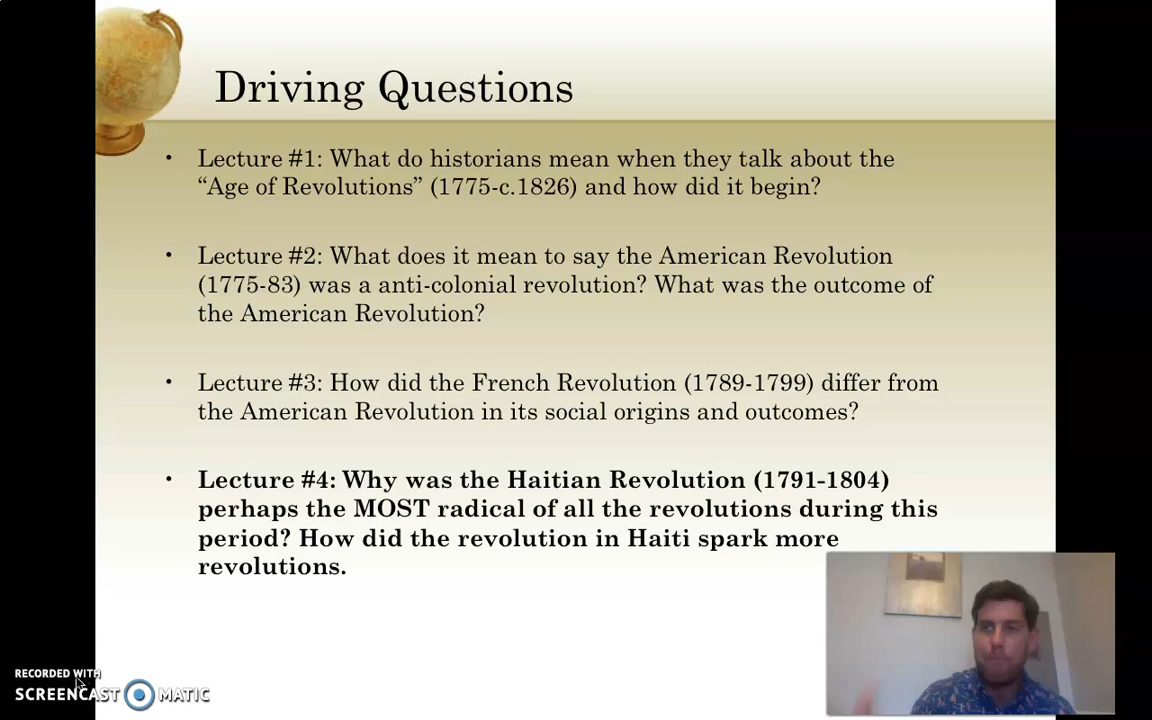 Driving Questions
• Lecture #1: What do historians mean when they talk about the
“Age of Revolutions” (1775-c.1826) and how did it begin?
• Lecture #2: What does it mean to say the American Revolution
(1775-83) was a anti-colonial revolution? What was the outcome of
the American Revolution?
• Lecture #3: How did the French Revolution (1789-1799) differ from
the American Revolution in its social origins and outcomes?
• Lecture #4: Why was the Haitian Revolution (1791-1804)
perhaps the MOST radical of all the revolutions during this
period? How did the revolution in Haiti spark more
revolutions.
RECORDED WITH
SCREENCAST MATIC